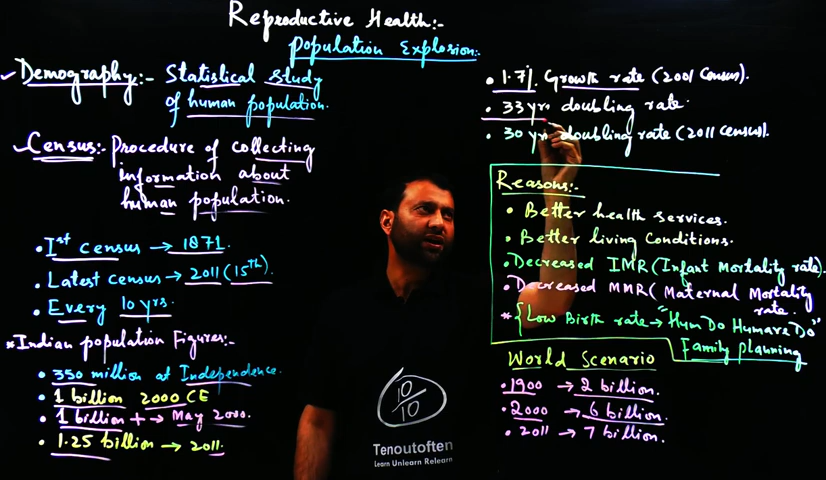 Reproductive Health:-
Population Explosion:-
✓Demography:- Statistical study
of human population.
✓Census:- Procedure of collecting
information about
human population.
• Ist census → 1871.
• Latest census → 2011 (15th)
• Every 10 yrs.
*Indian population Figures:-
• 350 million at Independence.
• 1 billion 2000 CE
• 1 billion + → May 2000.
• 1.25 billion → 2011.
• 1.7% Growth rate (2001 Census).
• 33 yrs doubling rate.
• 30 yrs doubling rate (2011 Census).
Reasons:-
• Better health services.
• Better living Conditions.
• Decreased IMR (Infant Mortality rate).
• Decreased MMR ( Maternal Mortality
rate.
* { Low Birth rate → "Hum Do Humare Do"
Family planning
World Scenario
• 1900 → 2 billion.
• 2000 → 6 billion.
• 2011 → 7 billion.
10
10
Tenoutoften
Learn Unlearn Relearn